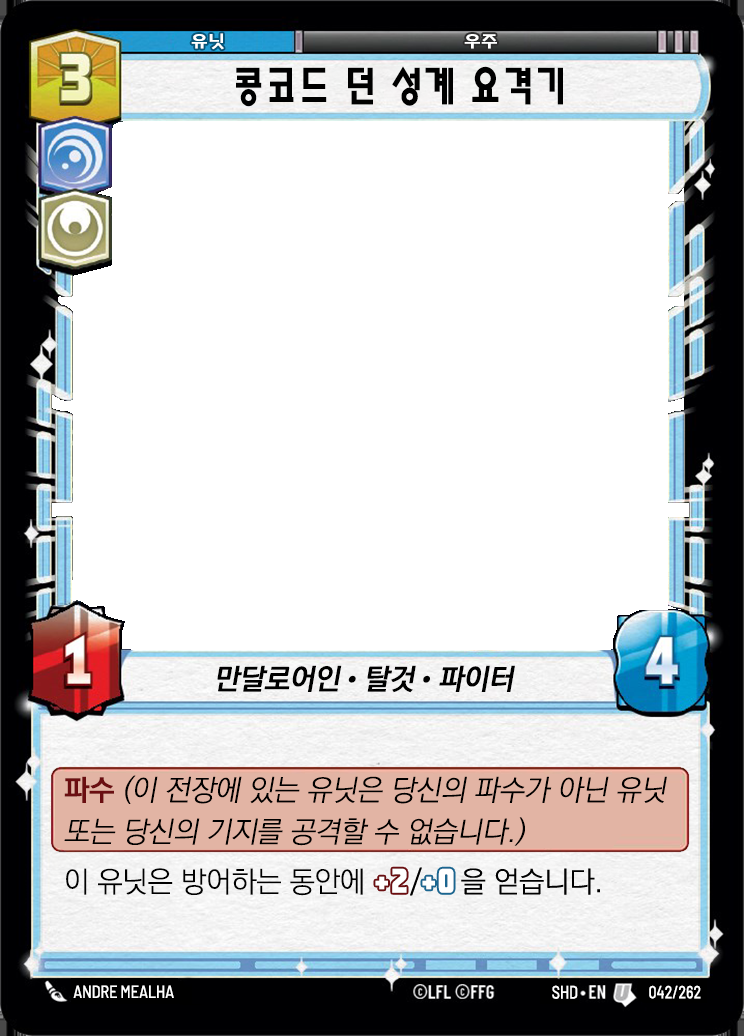 유닛
우주
3
콩코드 던 성계 요격기
1
만달로어인 • 탈것 • 파이터
4
파수 (이 전장에 있는 유닛은 당신의 파수가 아닌 유닛
또는 당신의 기지를 공격할 수 없습니다.)
이 유닛은 방어하는 동안에 +2/+0을 얻습니다.
ANDRE MEALHA
©LFL ©FFG
SHD • EN U 042/262